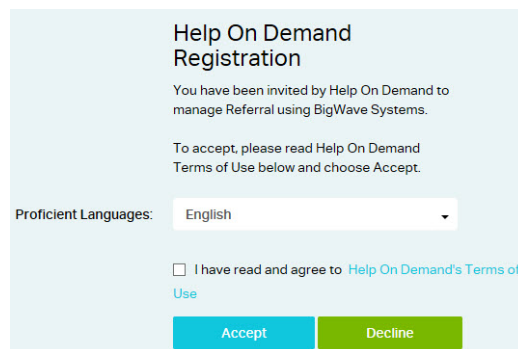 Help On Demand
Registration
You have been invited by Help On Demand to
manage Referral using BigWave Systems.
To accept, please read Help On Demand
Terms of Use below and choose Accept.
Proficient Languages: English
I have read and agree to Help On Demand's Terms of
Use
Accept Decline